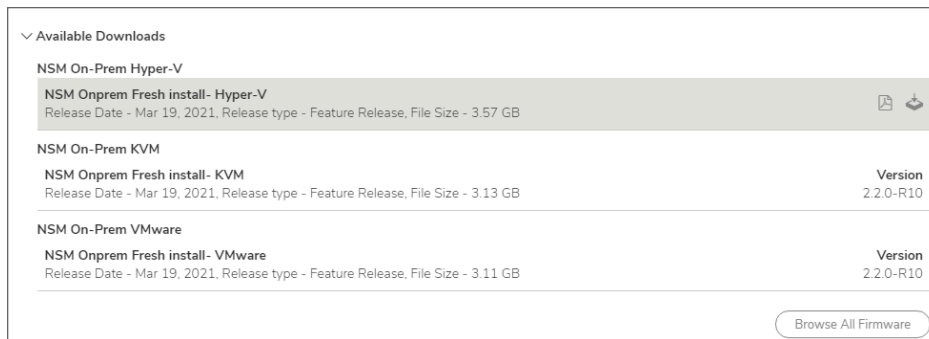 Available Downloads
NSM On-Prem Hyper-V
NSM Onprem Fresh install- Hyper-V
Release Date - Mar 19, 2021, Release type - Feature Release, File Size - 3.57 GB
NSM On-Prem KVM
NSM Onprem Fresh install- KVM Version
Release Date - Mar 19, 2021, Release type - Feature Release, File Size - 3.13 GB 2.2.0-R10
NSM On-Prem VMware
NSM Onprem Fresh install- VMware Version
Release Date - Mar 19, 2021, Release type - Feature Release, File Size - 3.11 GB 2.2.0-R10
Browse All Firmware